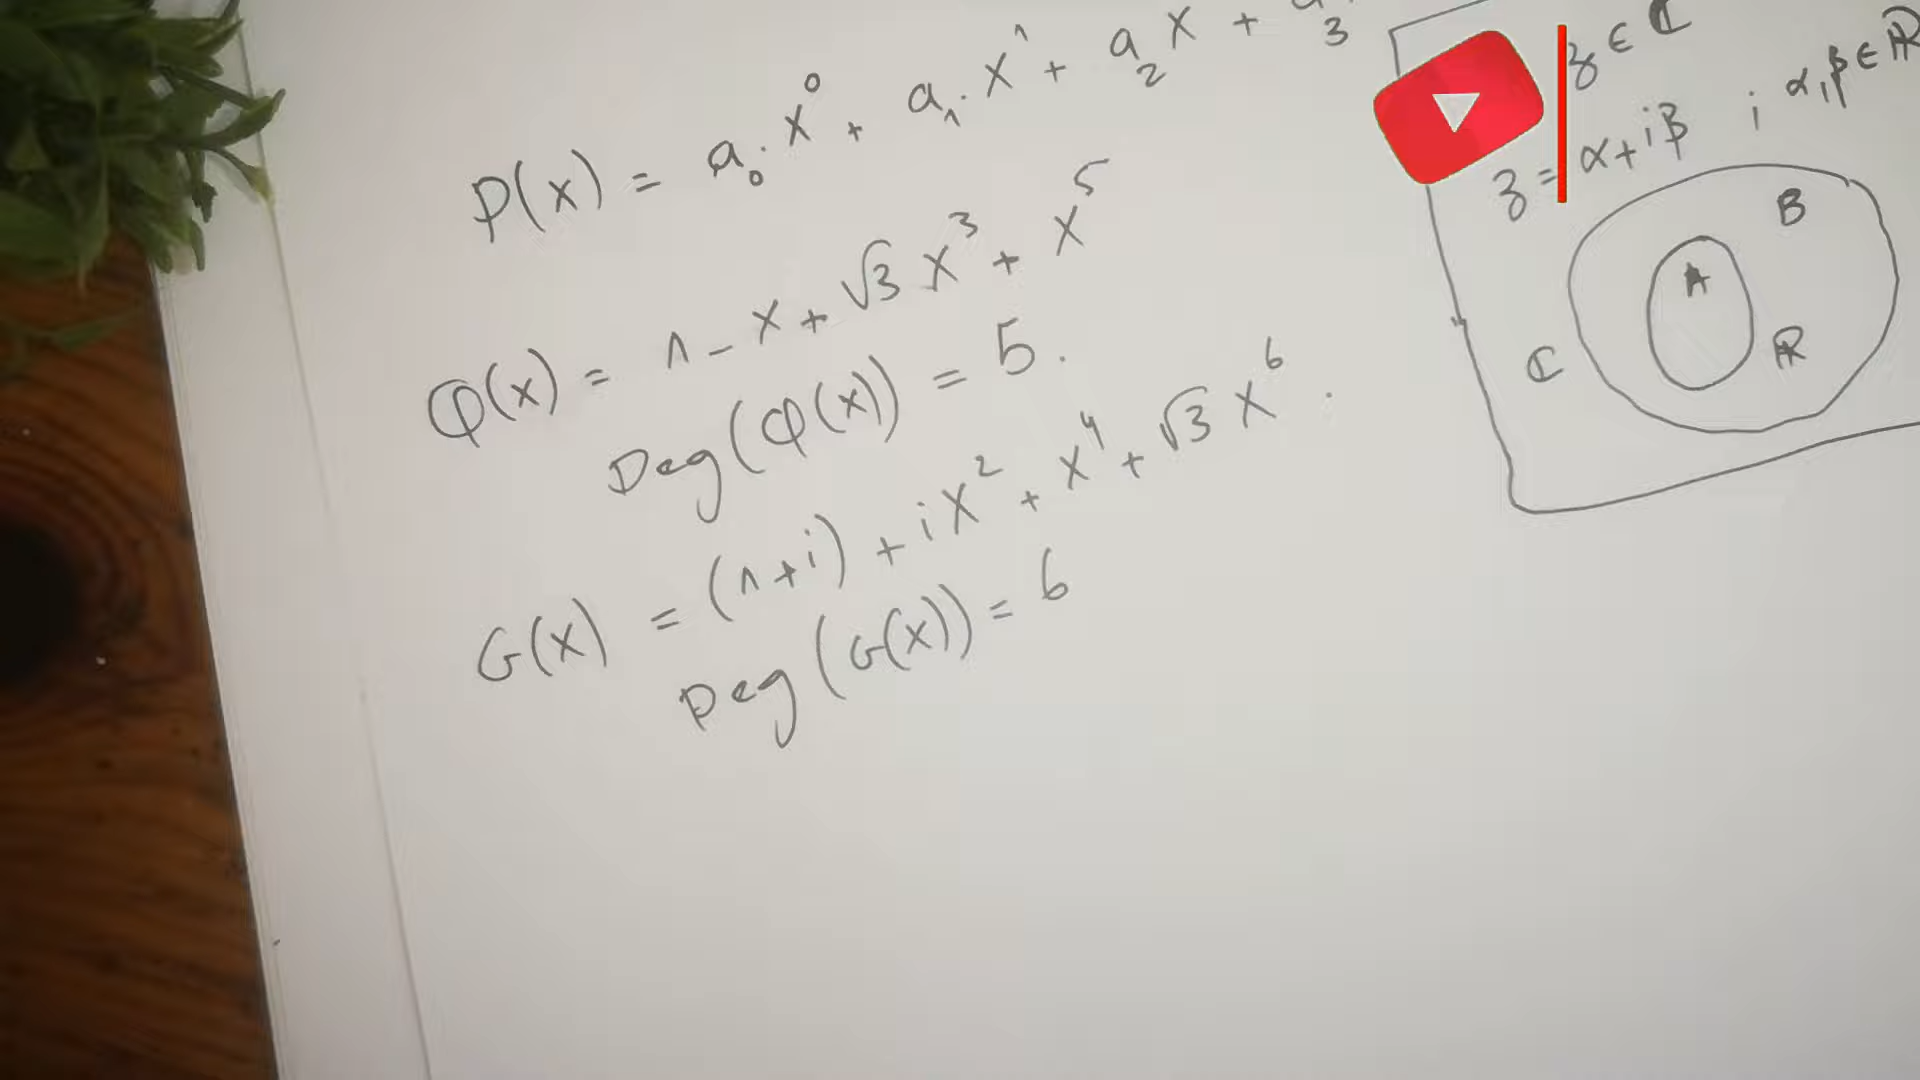 P(x) = a₀·x⁰ + a₁·x¹ + a₂x +
Q(x) = 1 - x + √3 x³ + x⁵
Deg(Q(x)) = 5.
G(x) = (1+i) + ix² + x⁴ + √3 x⁶.
Deg(G(x)) = 6
z ∈ ℂ
z = α + iβ ; α, β ∈ ℝ
B
A
ℂ
ℝ